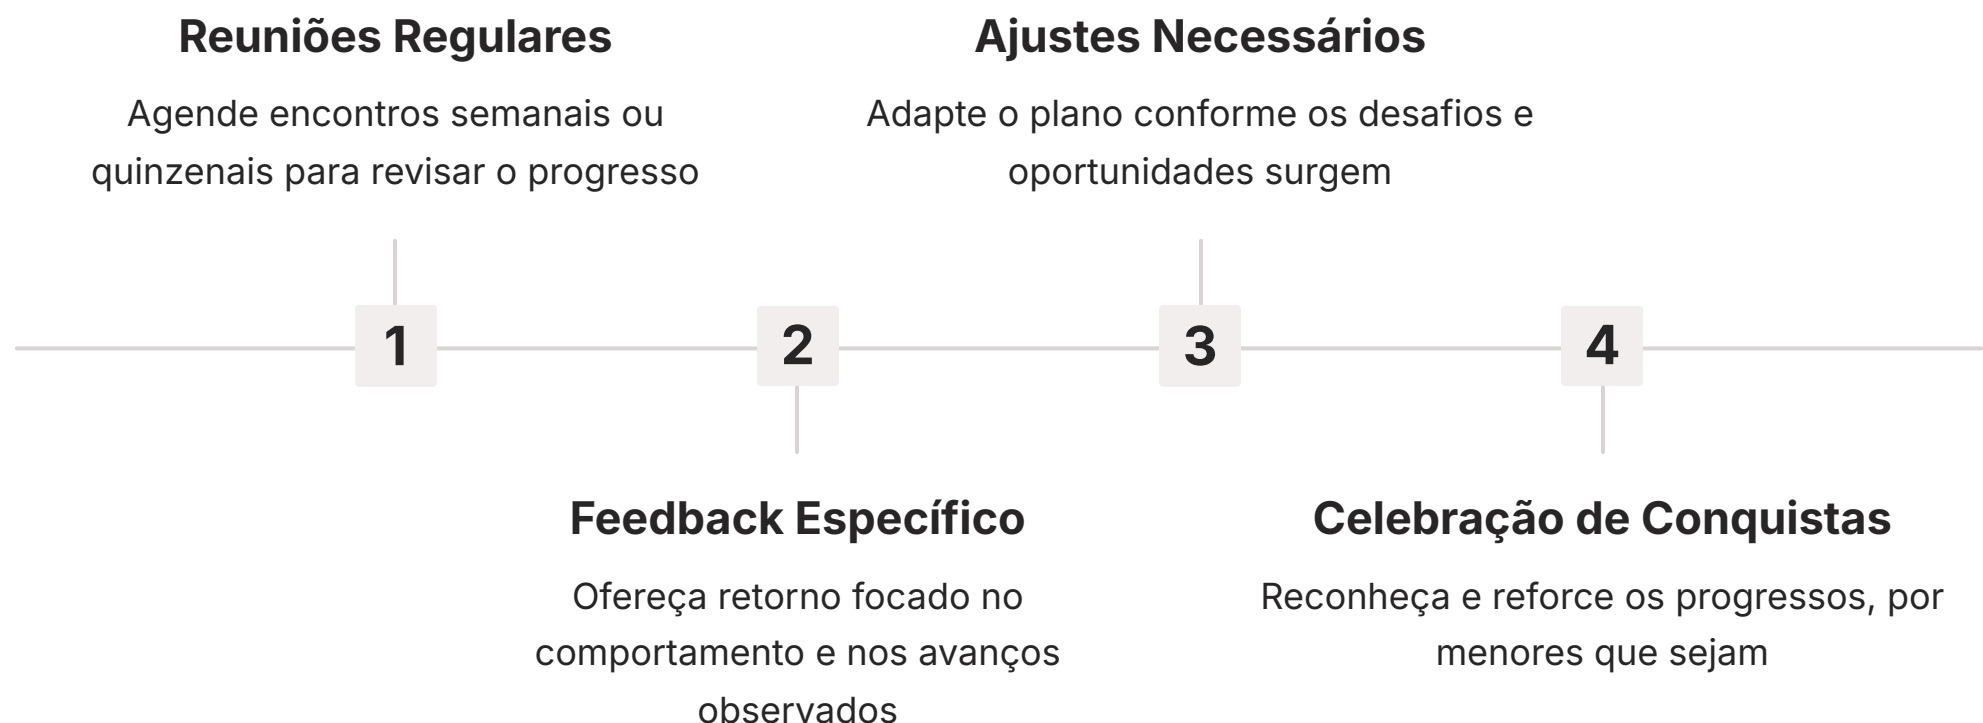 Reuniões Regulares
Agende encontros semanais ou
quinzenais para revisar o progresso
Ajustes Necessários
Adapte o plano conforme os desafios e
oportunidades surgem
1
2
3
4
Feedback Específico
Ofereça retorno focado no
comportamento e nos avanços
observados
Celebração de Conquistas
Reconheça e reforce os progressos, por
menores que sejam